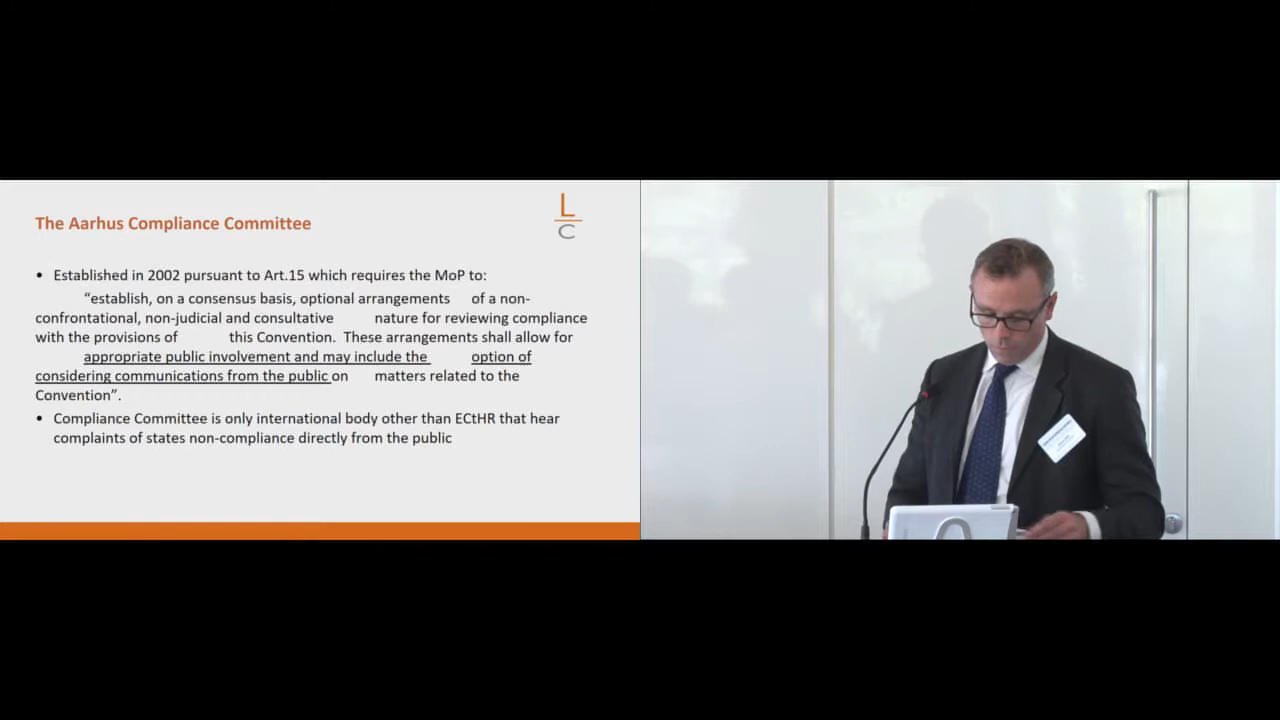 The Aarhus Compliance Committee
L
C
• Established in 2002 pursuant to Art.15 which requires the MoP to:
“establish, on a consensus basis, optional arrangements of a non-
confrontational, non-judicial and consultative nature for reviewing compliance
with the provisions of this Convention. These arrangements shall allow for
appropriate public involvement and may include the option of
considering communications from the public on matters related to the
Convention”.
• Compliance Committee is only international body other than ECtHR that hear
complaints of states non-compliance directly from the public